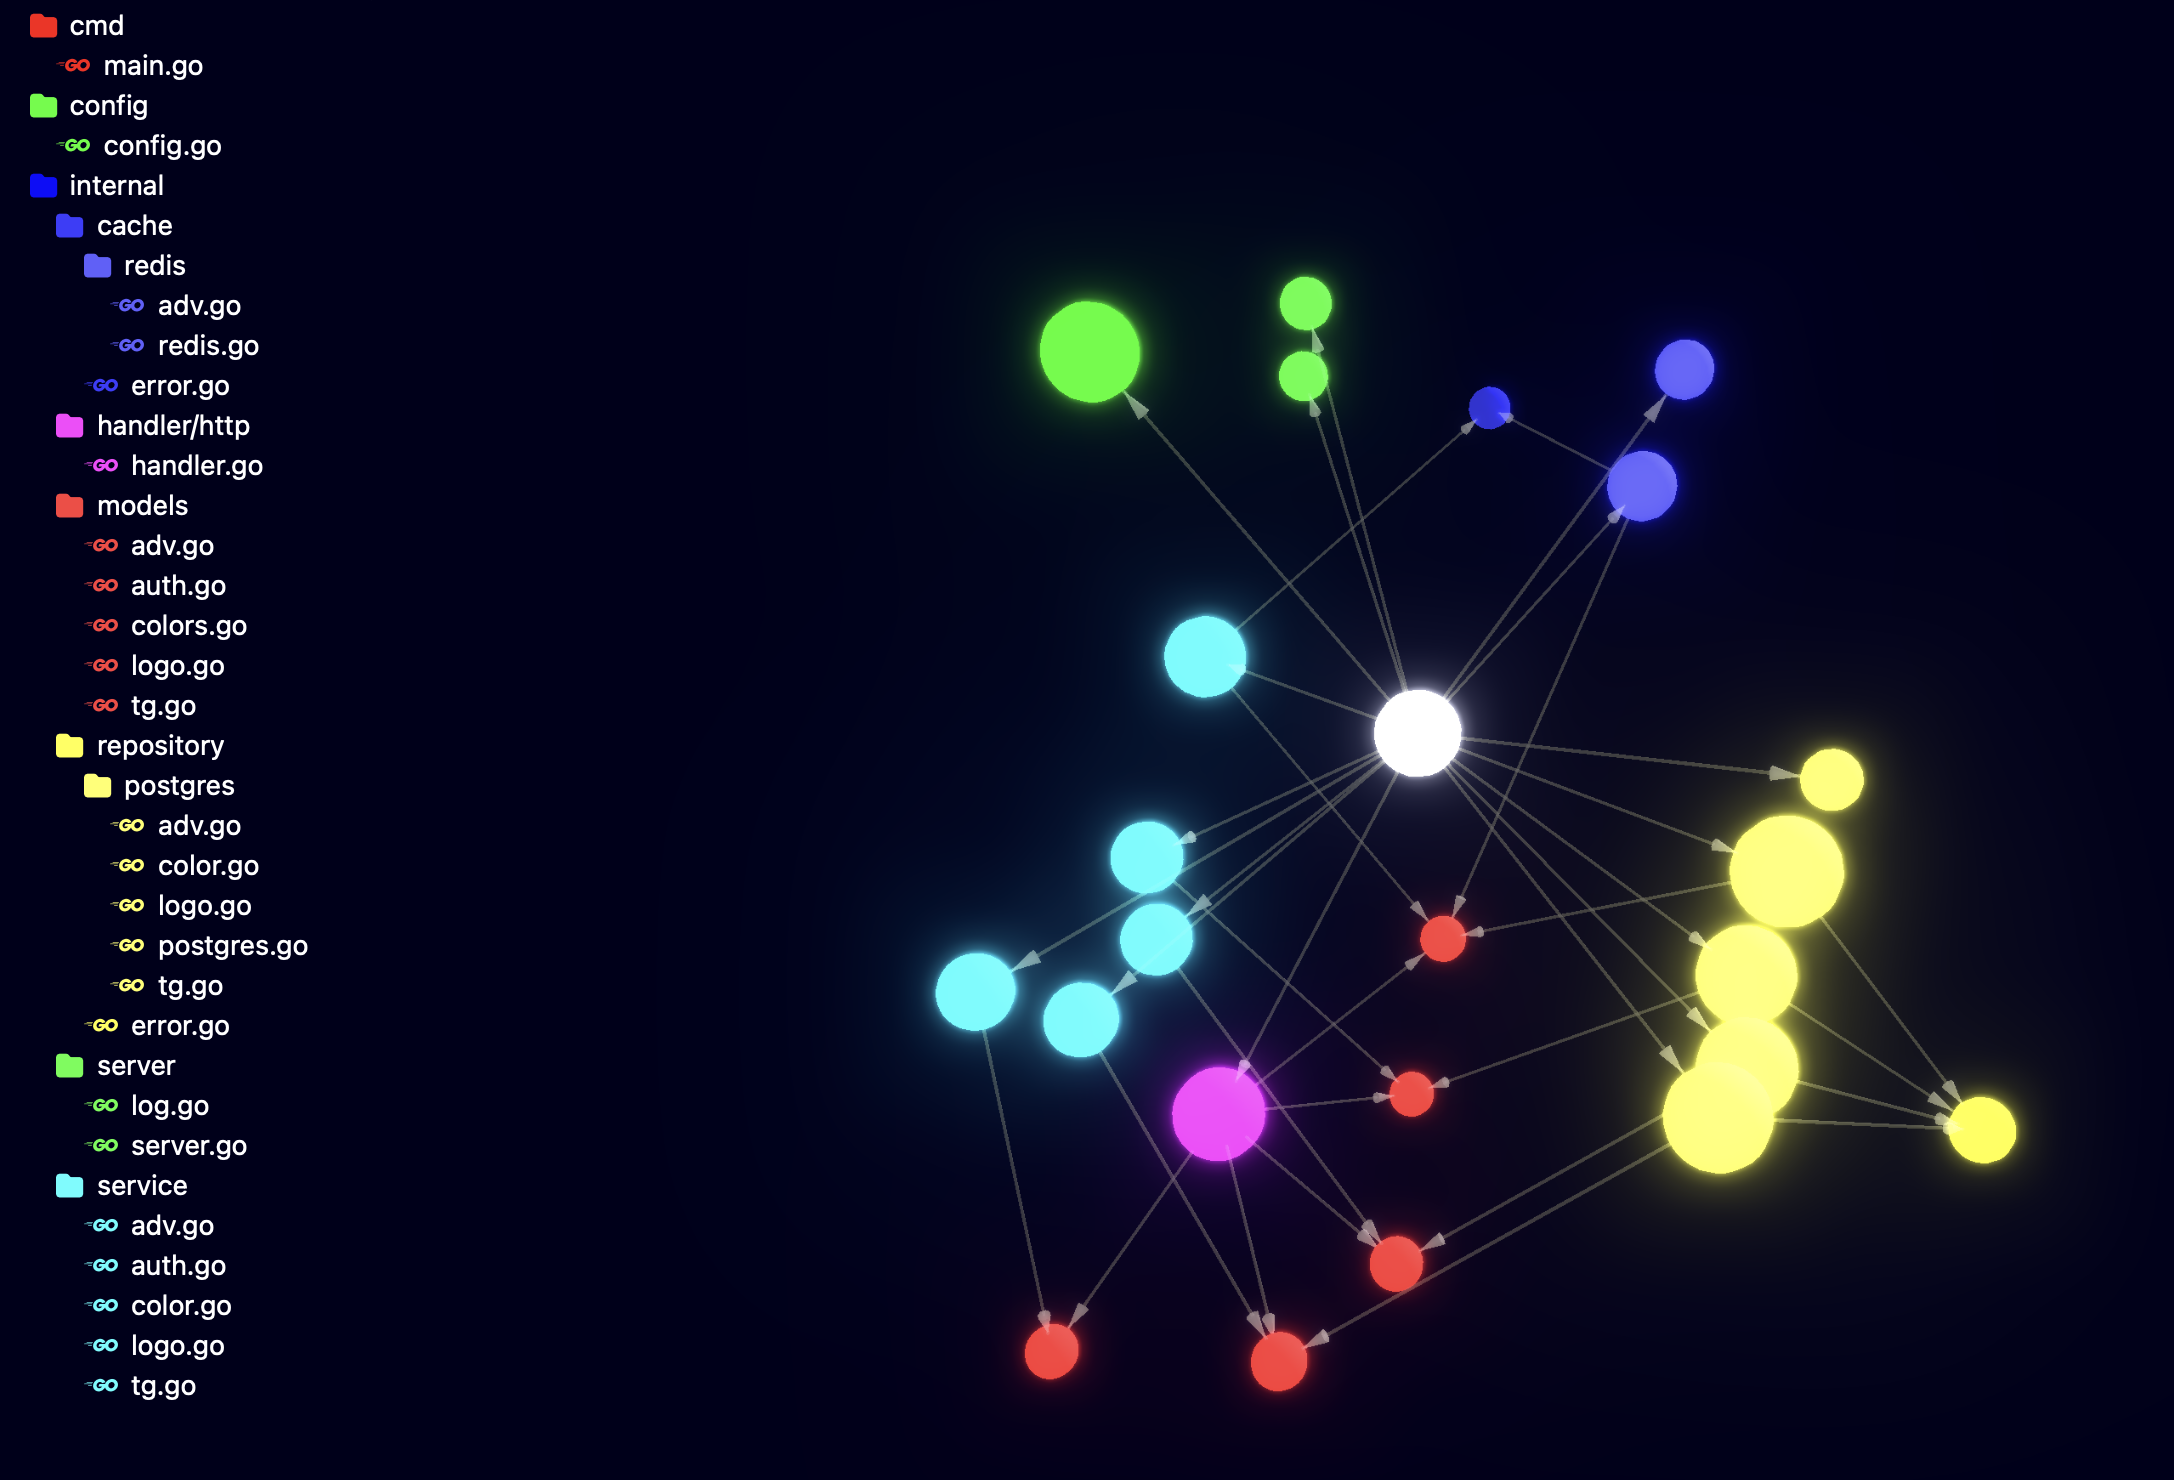 cmd
GO main.go
config
GO config.go
internal
cache
redis
GO adv.go
GO redis.go
GO error.go
handler/http
GO handler.go
models
GO adv.go
GO auth.go
GO colors.go
GO logo.go
GO tg.go
repository
postgres
GO adv.go
GO color.go
GO logo.go
GO postgres.go
GO tg.go
GO error.go
server
GO log.go
GO server.go
service
GO adv.go
GO auth.go
GO color.go
GO logo.go
GO tg.go